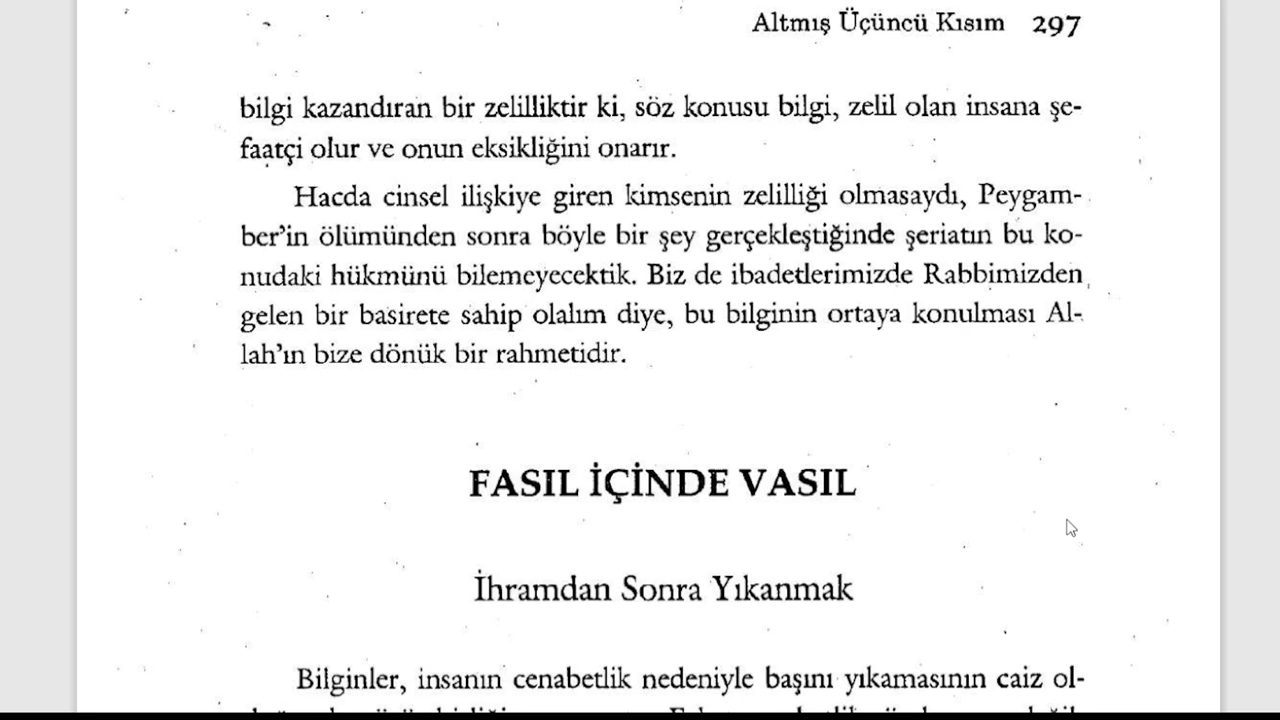 Altmış Üçüncü Kısım 297
bilgi kazandıran bir zelilliktir ki, söz konusu bilgi, zelil olan insana şe-
faatçi olur ve onun eksikliğini onarır.
Hacda cinsel ilişkiye giren kimsenin zelilliği olmasaydı, Peygam-
ber'in ölümünden sonra böyle bir şey gerçekleştiğinde şeriatın bu ko-
nudaki hükmünü bilemeyecektik. Biz de ibadetlerimizde Rabbimizden
gelen bir basirete sahip olalım diye, bu bilginin ortaya konulması Al-
lah'ın bize dönük bir rahmetidir.
FASIL İÇİNDE VASIL
İhramdan Sonra Yıkanmak
Bilginler, insanın cenabetlik nedeniyle başını yıkamasının caiz ol-